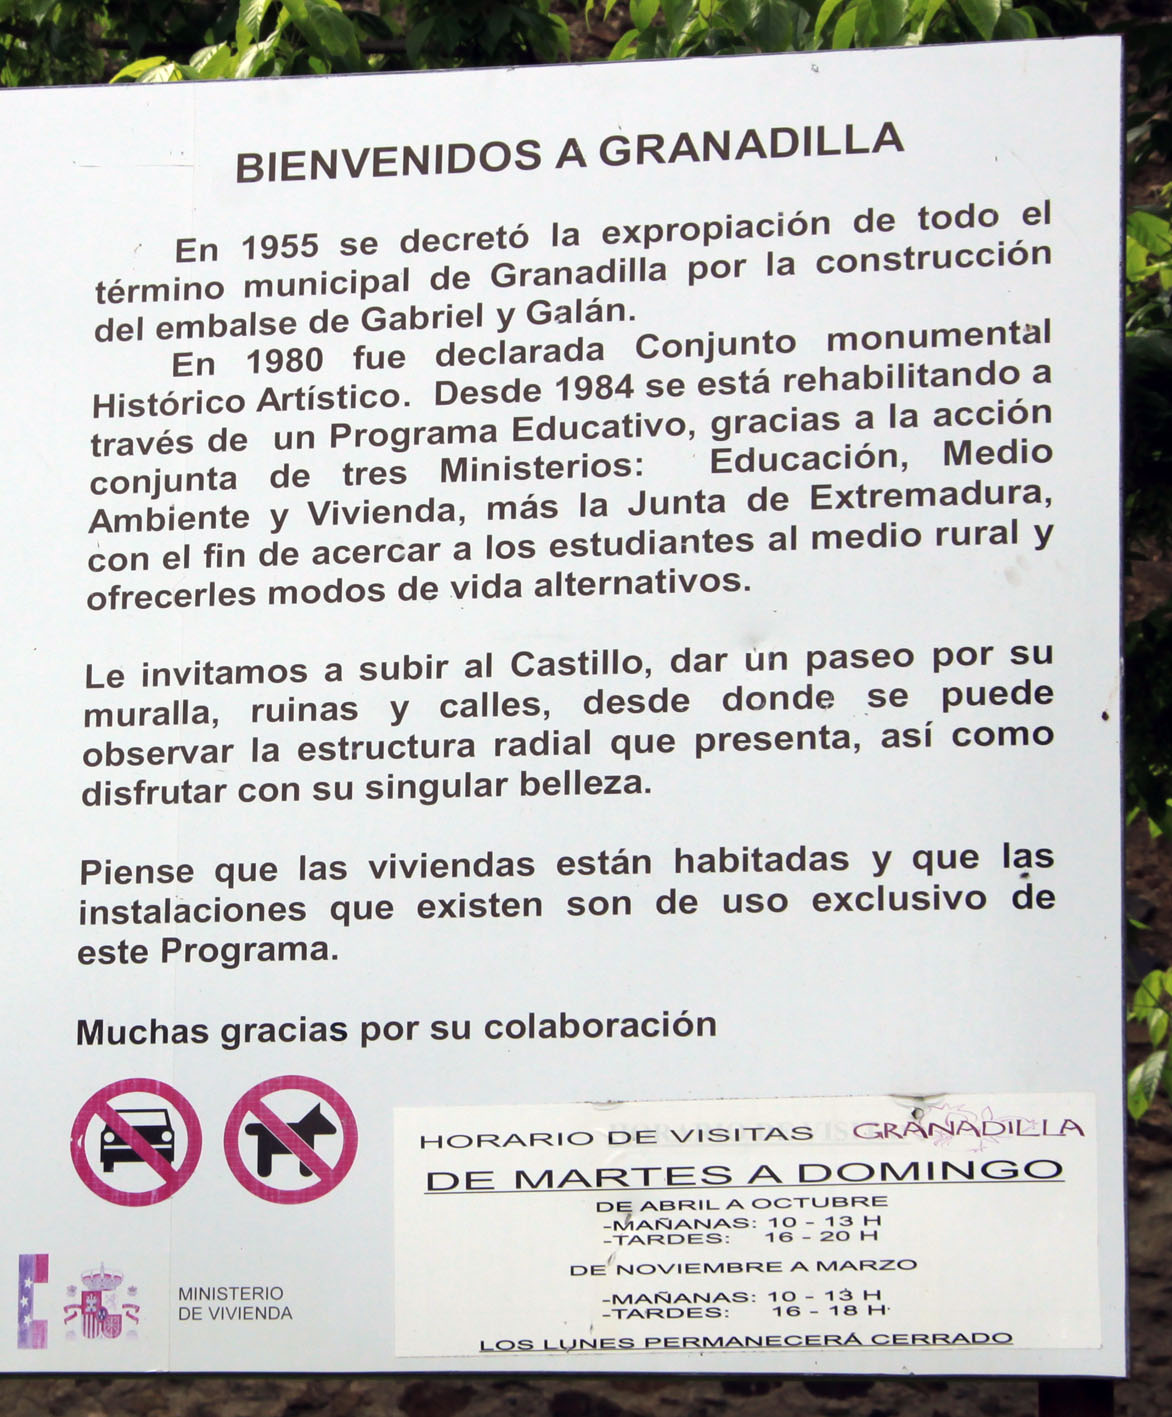 BIENVENIDOS A GRANADILLA
En 1955 se decretó la expropiación de todo el
término municipal de Granadilla por la construcción
del embalse de Gabriel y Galán.
En 1980 fue declarada Conjunto monumental
Histórico Artístico. Desde 1984 se está rehabilitando a
través de un Programa Educativo, gracias a la acción
conjunta de tres Ministerios: Educación, Medio
Ambiente y Vivienda, más la Junta de Extremadura,
con el fin de acercar a los estudiantes al medio rural y
ofrecerles modos de vida alternativos.
Le invitamos a subir al Castillo, dar un paseo por su
muralla, ruinas y calles, desde donde se puede
observar la estructura radial que presenta, así como
disfrutar con su singular belleza.
Piense que las viviendas están habitadas y que las
instalaciones que existen son de uso exclusivo de
este Programa.
Muchas gracias por su colaboración
HORARIO DE VISITAS GRANADILLA
DE MARTES A DOMINGO
DE ABRIL A OCTUBRE
-MAÑANAS: 10 - 13 H
-TARDES: 16 - 20 H
DE NOVIEMBRE A MARZO
-MAÑANAS: 10 - 13 H
-TARDES: 16 - 18 H
LOS LUNES PERMANECERÁ CERRADO
MINISTERIO
DE VIVIENDA